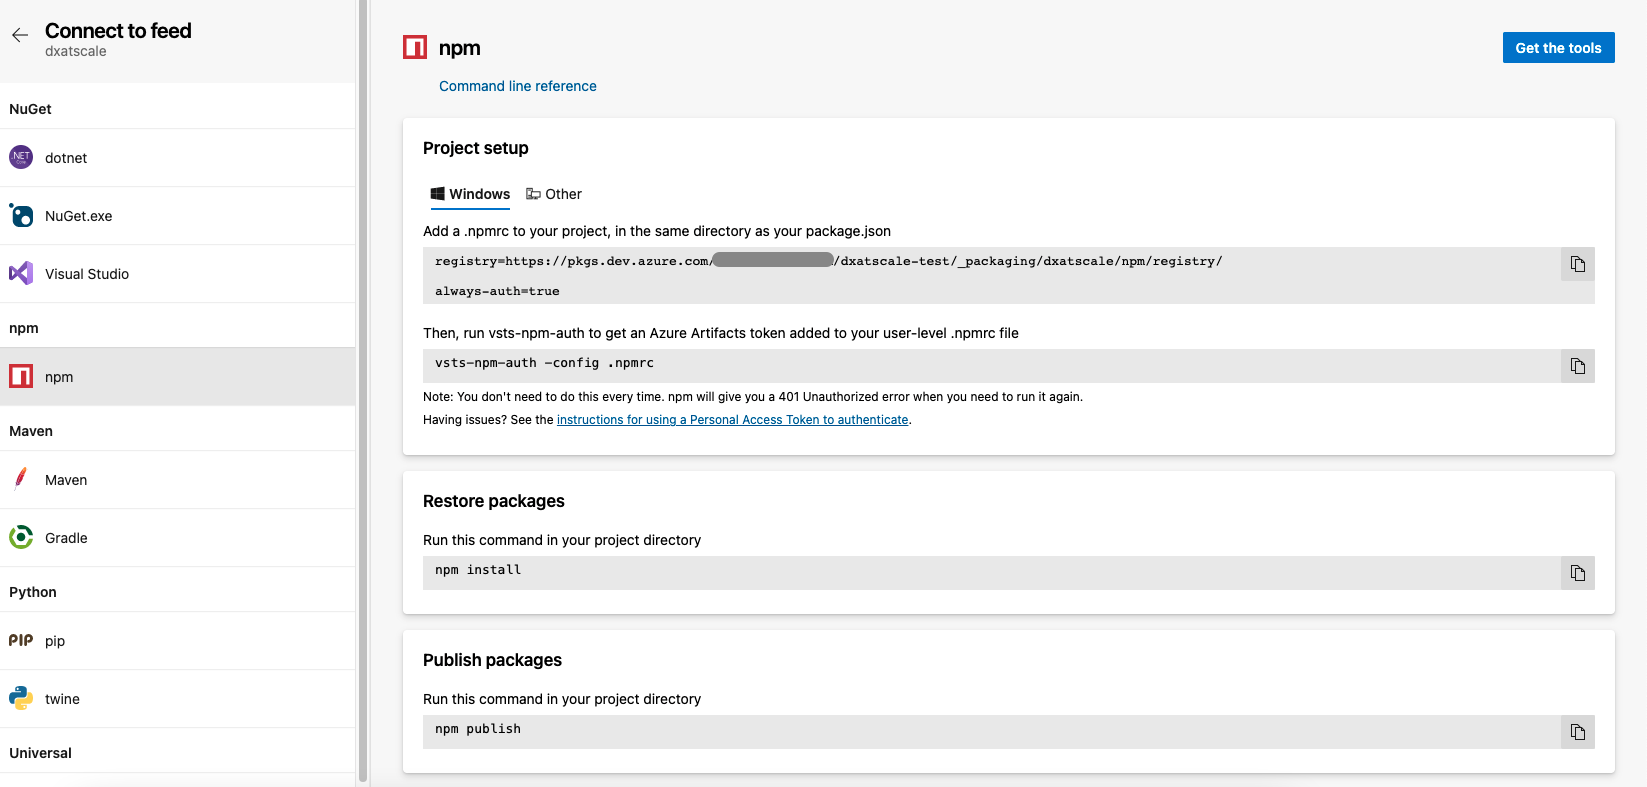 Connect to feed
dxatscale
NuGet
.NET
Core
dotnet
NuGet.exe
Visual Studio
npm
npm
Maven
Maven
Gradle
Python
PIP pip
twine
Universal
npm
Get the tools
Command line reference
Project setup
Windows Other
Add a .npmrc to your project, in the same directory as your package.json
registry=https://pkgs.dev.azure.com/ /dxatscale-test/_packaging/dxatscale/npm/registry/
always-auth=true
Then, run vsts-npm-auth to get an Azure Artifacts token added to your user-level .npmrc file
vsts-npm-auth -config .npmrc
Note: You don't need to do this every time. npm will give you a 401 Unauthorized error when you need to run it again.
Having issues? See the instructions for using a Personal Access Token to authenticate.
Restore packages
Run this command in your project directory
npm install
Publish packages
Run this command in your project directory
npm publish